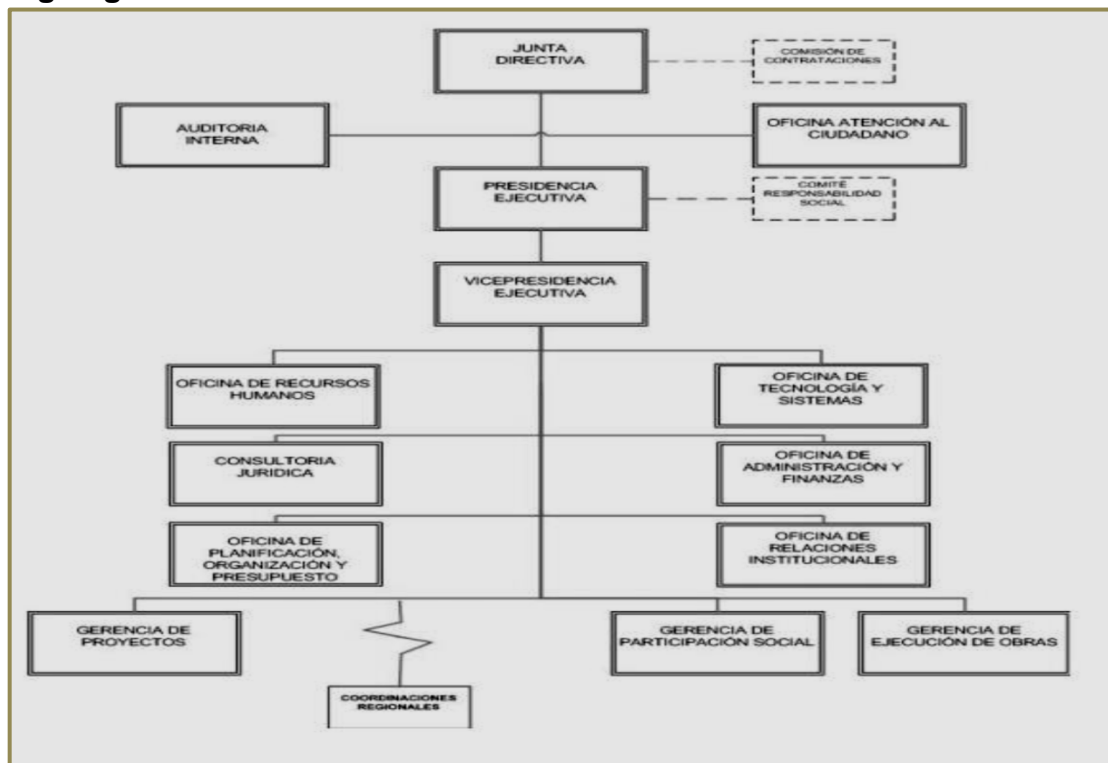 JUNTA
DIRECTIVA
COMISIÓN DE
CONTRATACIONES
AUDITORIA
INTERNA
OFICINA ATENCIÓN AL
CIUDADANO
PRESIDENCIA
EJECUTIVA
COMITÉ
RESPONSABILIDAD
SOCIAL
VICEPRESIDENCIA
EJECUTIVA
OFICINA DE RECURSOS
HUMANOS
OFICINA DE
TECNOLOGÍA Y
SISTEMAS
CONSULTORIA
JURIDICA
OFICINA DE
ADMINISTRACIÓN Y
FINANZAS
OFICINA DE
PLANIFICACIÓN,
ORGANIZACIÓN Y
PRESUPUESTO
OFICINA DE
RELACIONES
INSTITUCIONALES
GERENCIA DE
PROYECTOS
GERENCIA DE
PARTICIPACIÓN SOCIAL
GERENCIA DE
EJECUCIÓN DE OBRAS
COORDINACIONES
REGIONALES